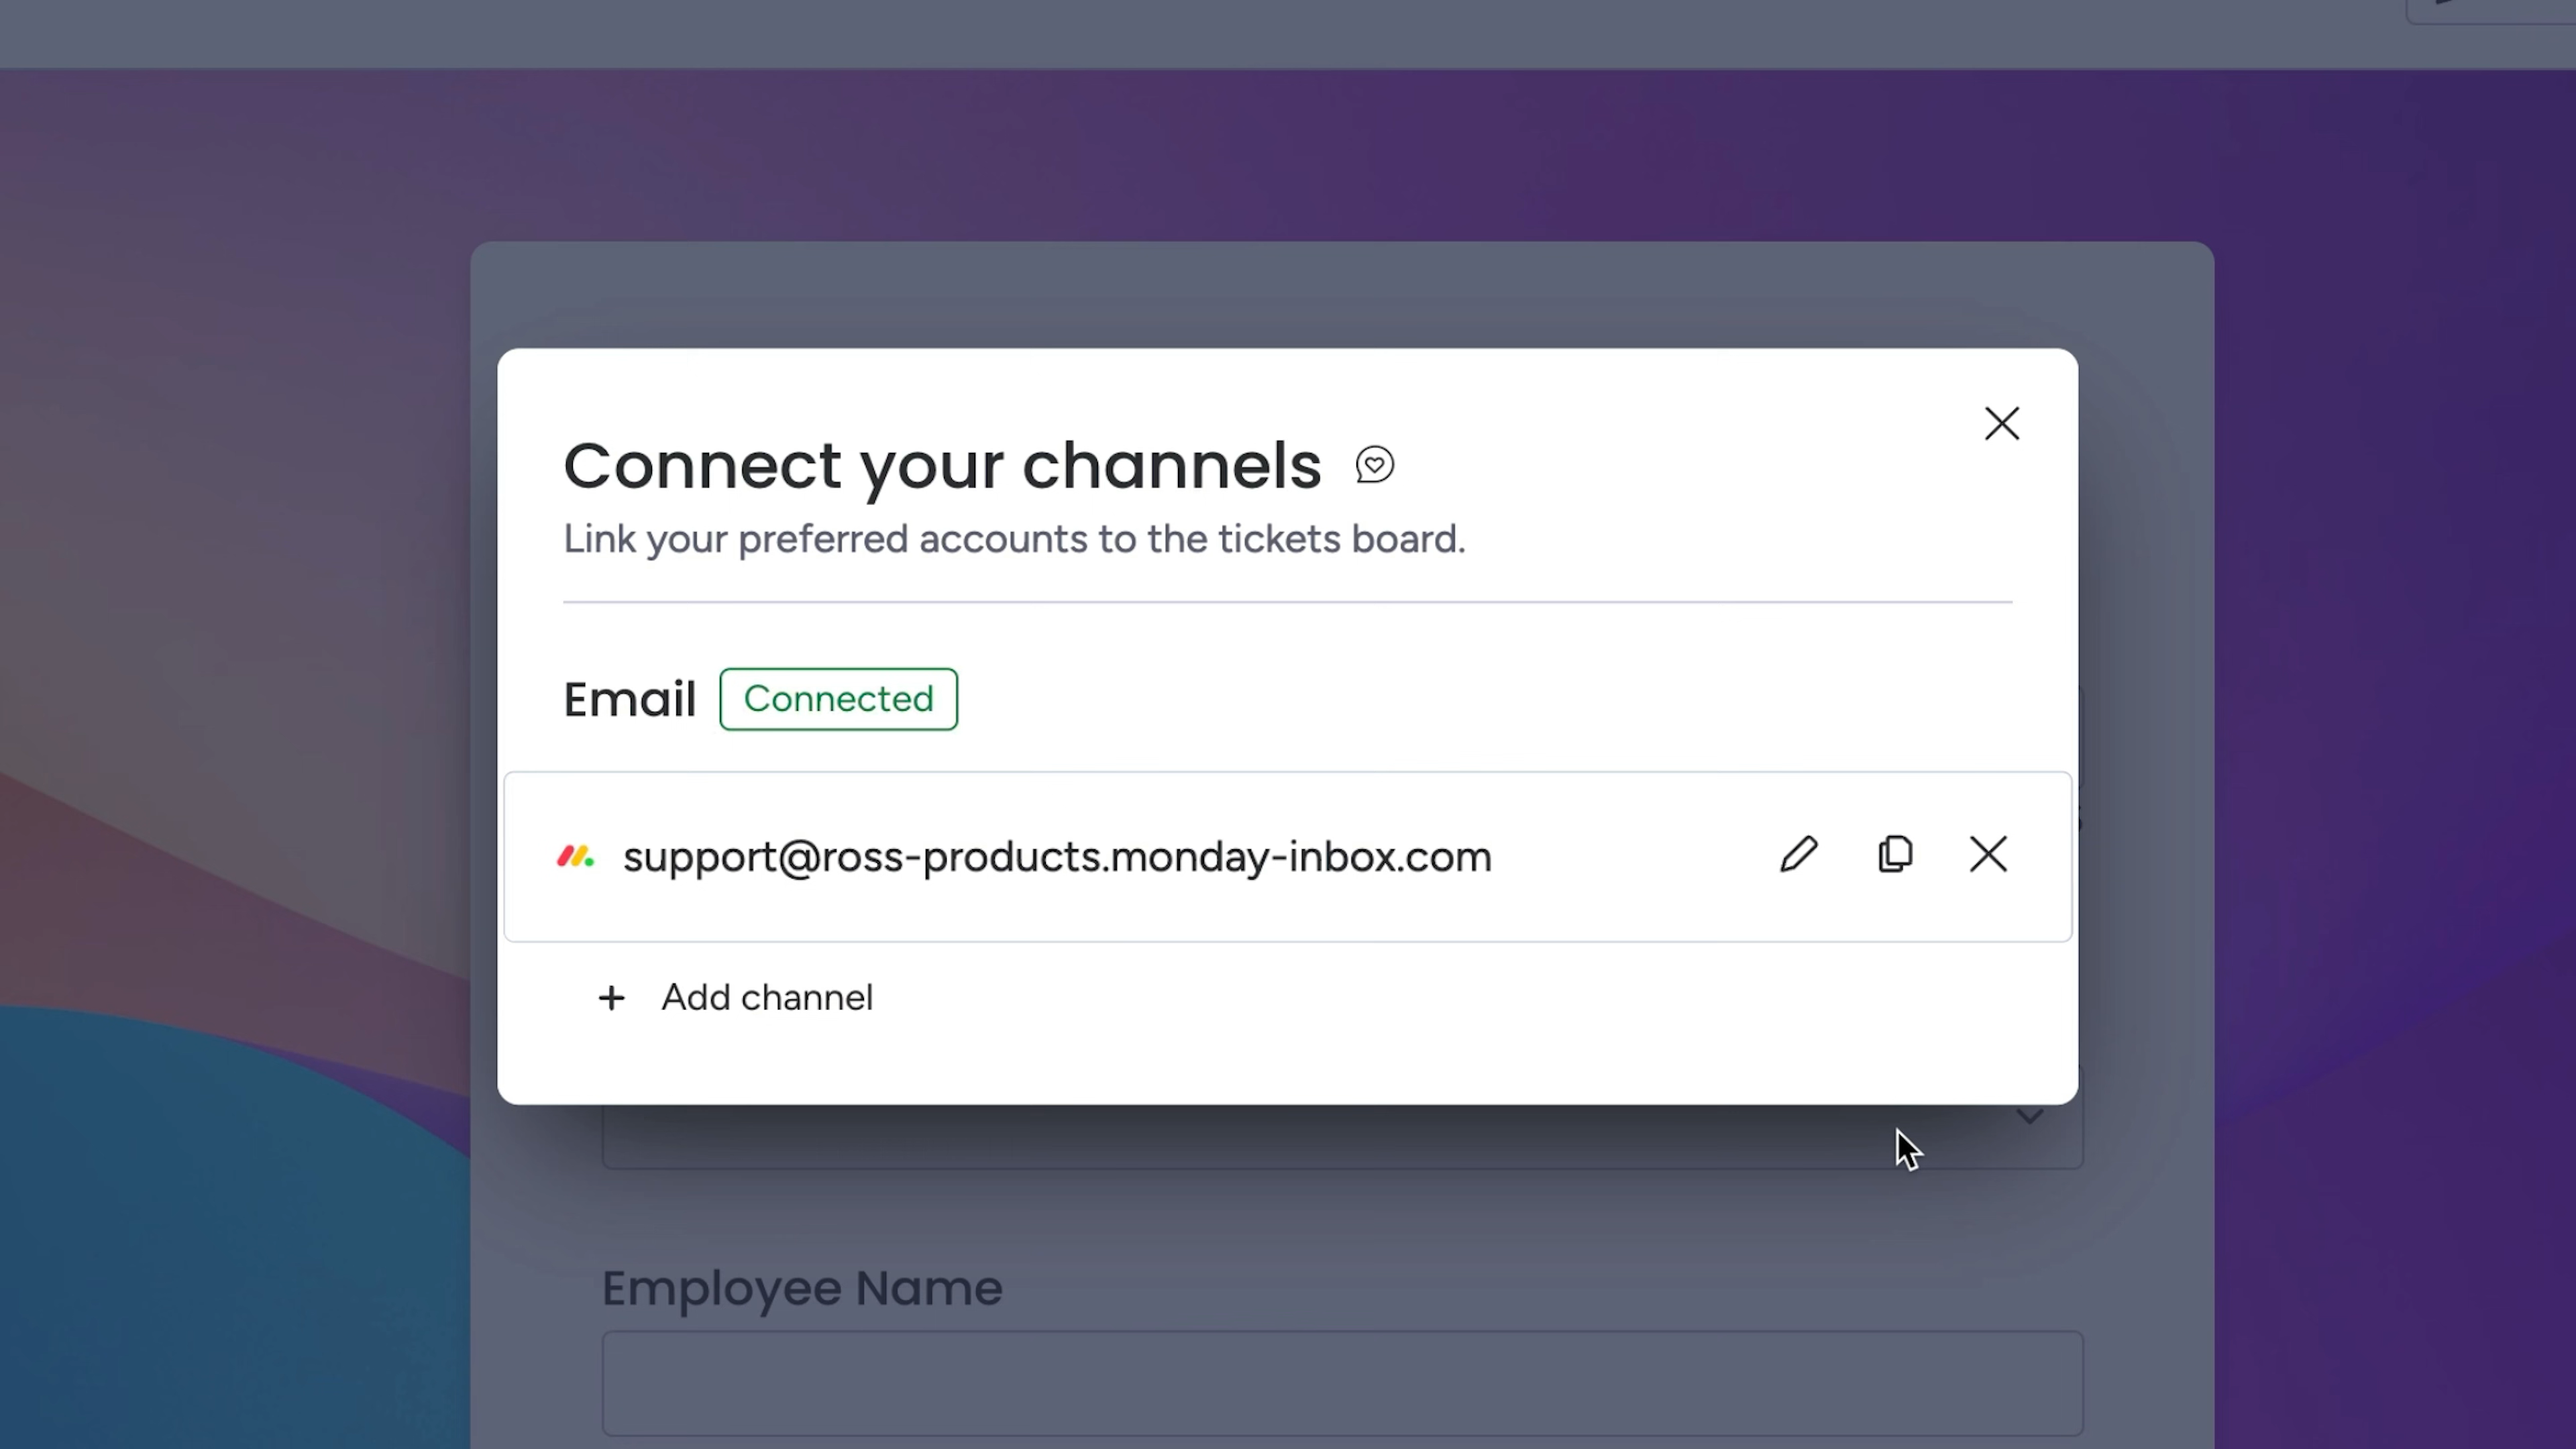 Connect your channels
Link your preferred accounts to the tickets board.
Email Connected
support@ross-products.monday-inbox.com
+ Add channel
Employee Name